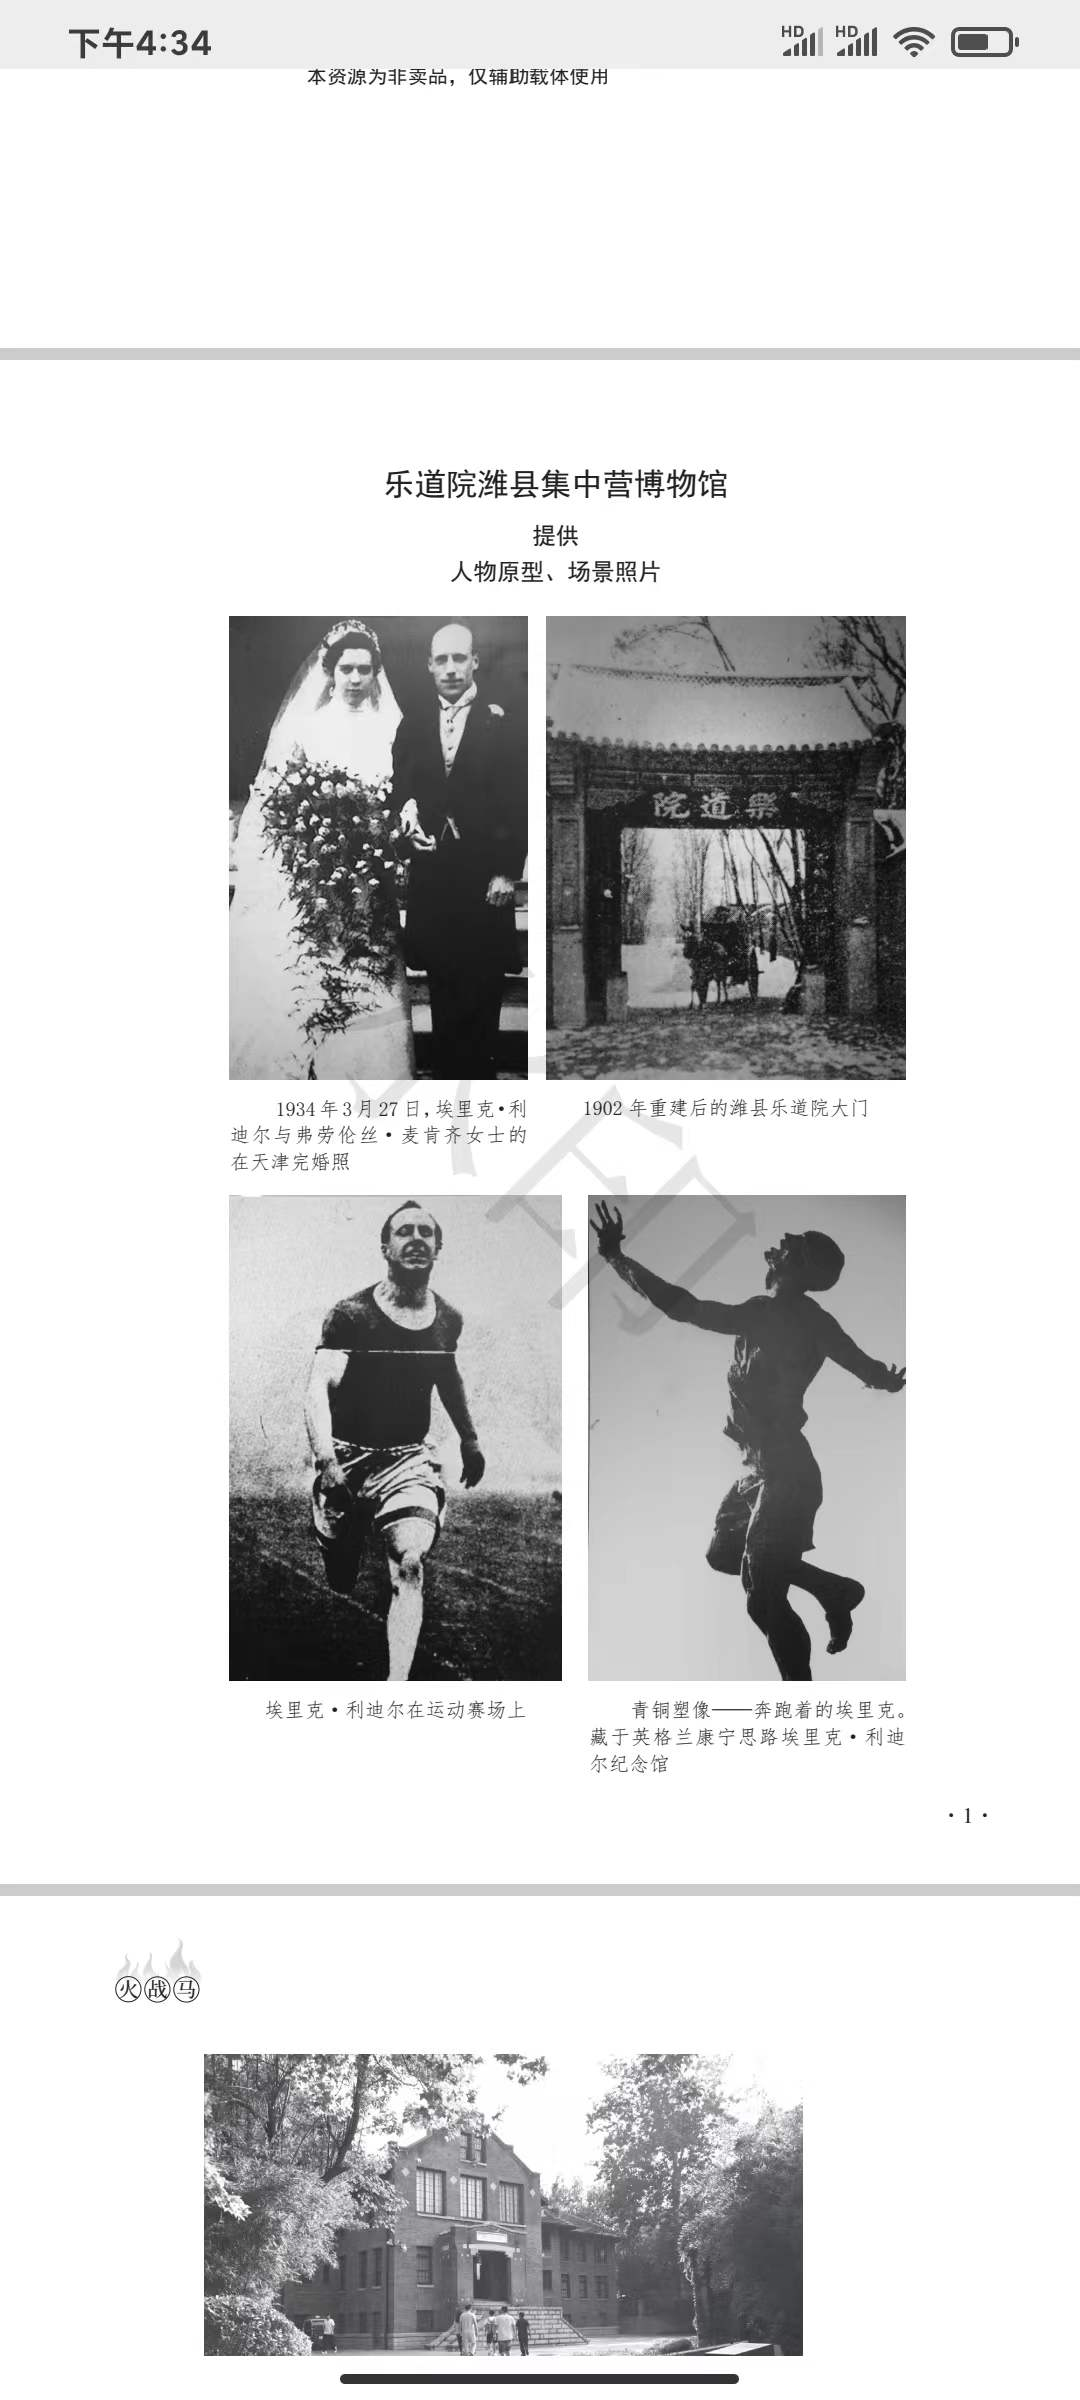 下午4:34
HD HD
本资源为非卖品，仅辅助载体使用
乐道院潍县集中营博物馆
提供
人物原型、场景照片
院道樂
1934年3月27日，埃里克•利
迪尔与弗劳伦丝•麦肯齐女士的
在天津完婚照
1902年重建后的潍县乐道院大门
埃里克•利迪尔在运动赛场上
青铜塑像——奔跑着的埃里克。
藏于英格兰康宁思路埃里克•利迪
尔纪念馆
·1·
火战马